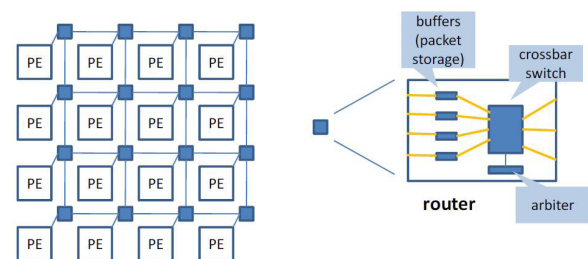 PE PE PE PE
PE PE PE PE
PE PE PE PE
PE PE PE PE
buffers
(packet
storage)
crossbar
switch
router
arbiter